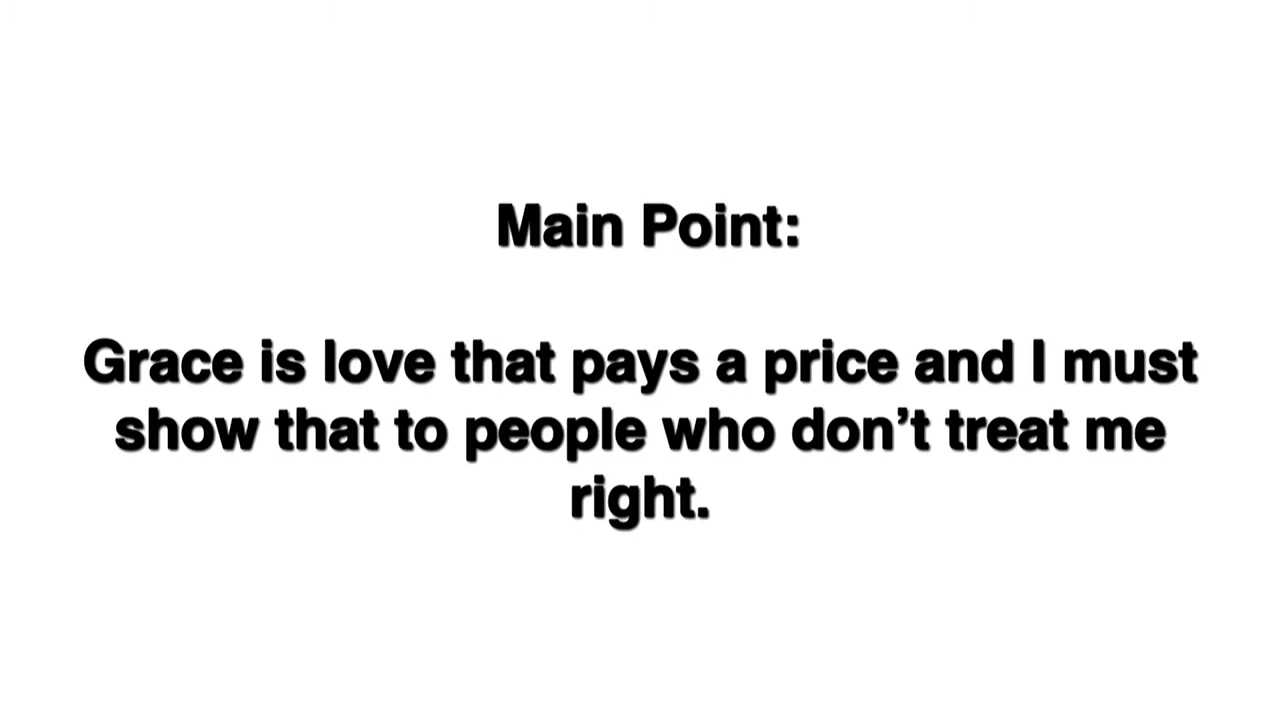 Main Point:
Grace is love that pays a price and I must
show that to people who don’t treat me
right.